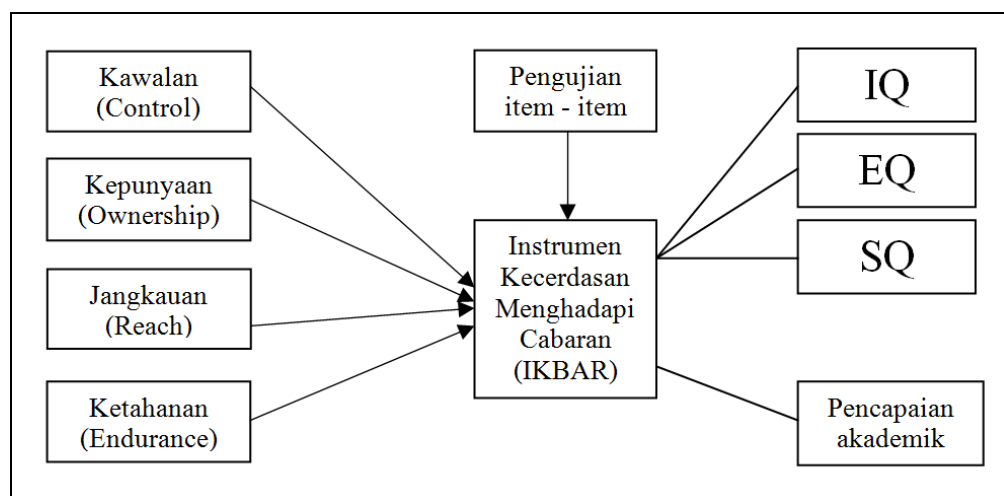 Kawalan
(Control)
Kepunyaan
(Ownership)
Jangkauan
(Reach)
Ketahanan
(Endurance)
Pengujian
item - item
Instrumen
Kecerdasan
Menghadapi
Cabaran
(IKBAR)
IQ
EQ
SQ
Pencapaian
akademik